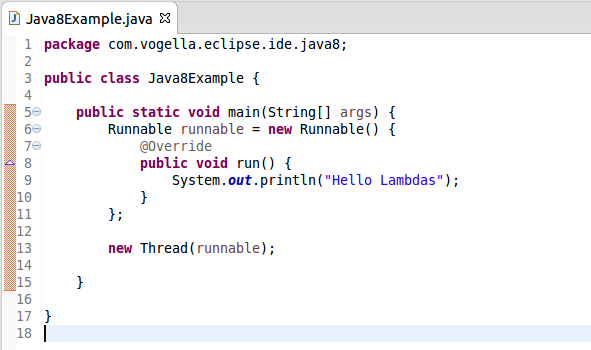 Java8Example.java
1 package com.vogella.eclipse.ide.java8;
2
3 public class Java8Example {
4
5     public static void main(String[] args) {
6         Runnable runnable = new Runnable() {
7             @Override
8             public void run() {
9                 System.out.println("Hello Lambdas");
10             }
11         };
12
13         new Thread(runnable);
14
15     }
16
17 }
18